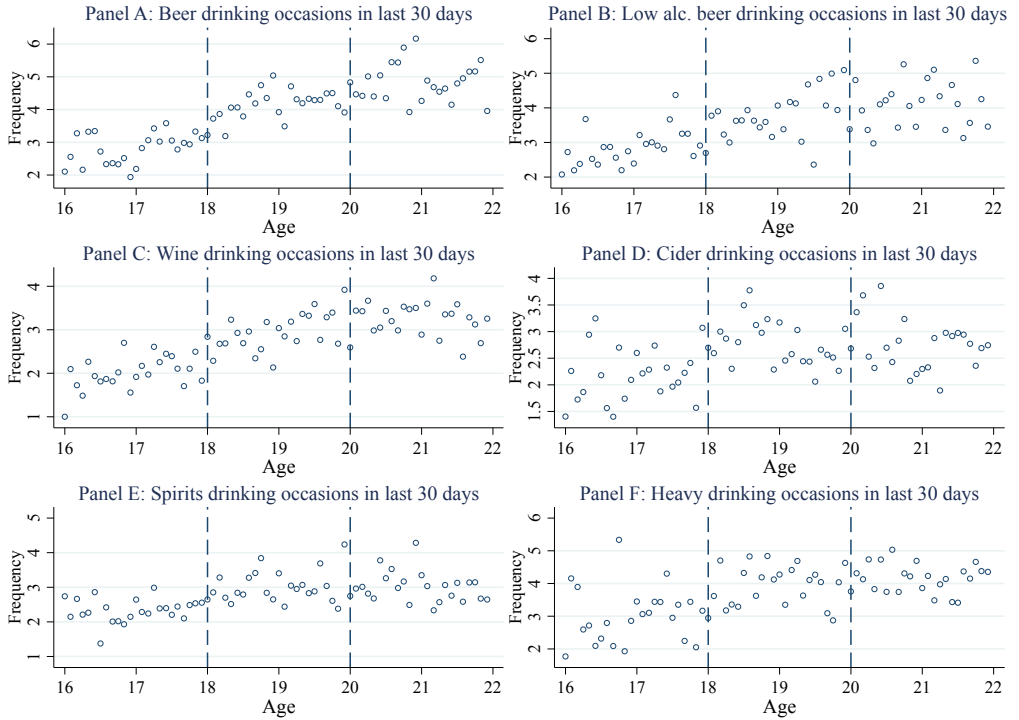 Panel A: Beer drinking occasions in last 30 days
Frequency
6
5
4
3
2
16 17 18 19 20 21 22
Age
Panel B: Low alc. beer drinking occasions in last 30 days
Frequency
6
5
4
3
2
16 17 18 19 20 21 22
Age
Panel C: Wine drinking occasions in last 30 days
Frequency
4
3
2
1
16 17 18 19 20 21 22
Age
Panel D: Cider drinking occasions in last 30 days
Frequency
4
3.5
3
2.5
2
1.5
16 17 18 19 20 21 22
Age
Panel E: Spirits drinking occasions in last 30 days
Frequency
5
4
3
2
1
16 17 18 19 20 21 22
Age
Panel F: Heavy drinking occasions in last 30 days
Frequency
6
5
4
3
2
16 17 18 19 20 21 22
Age